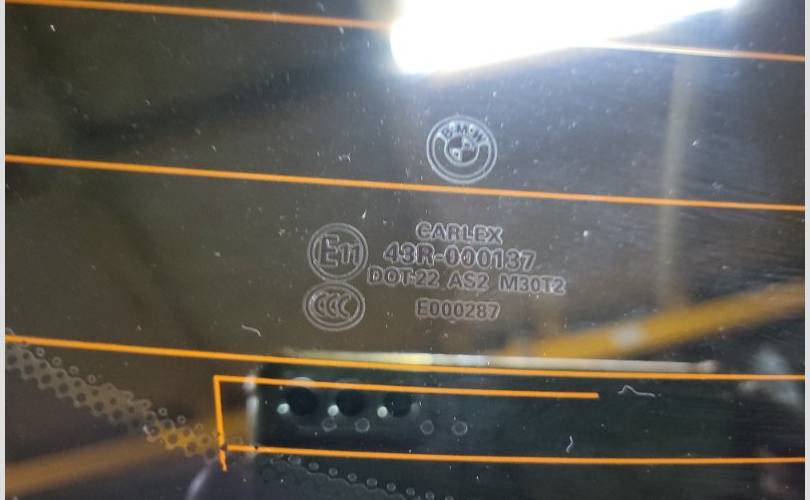 BMW
CARLEX
E11 43R-000137
DOT-22 AS2 M30T2
CCC E000287